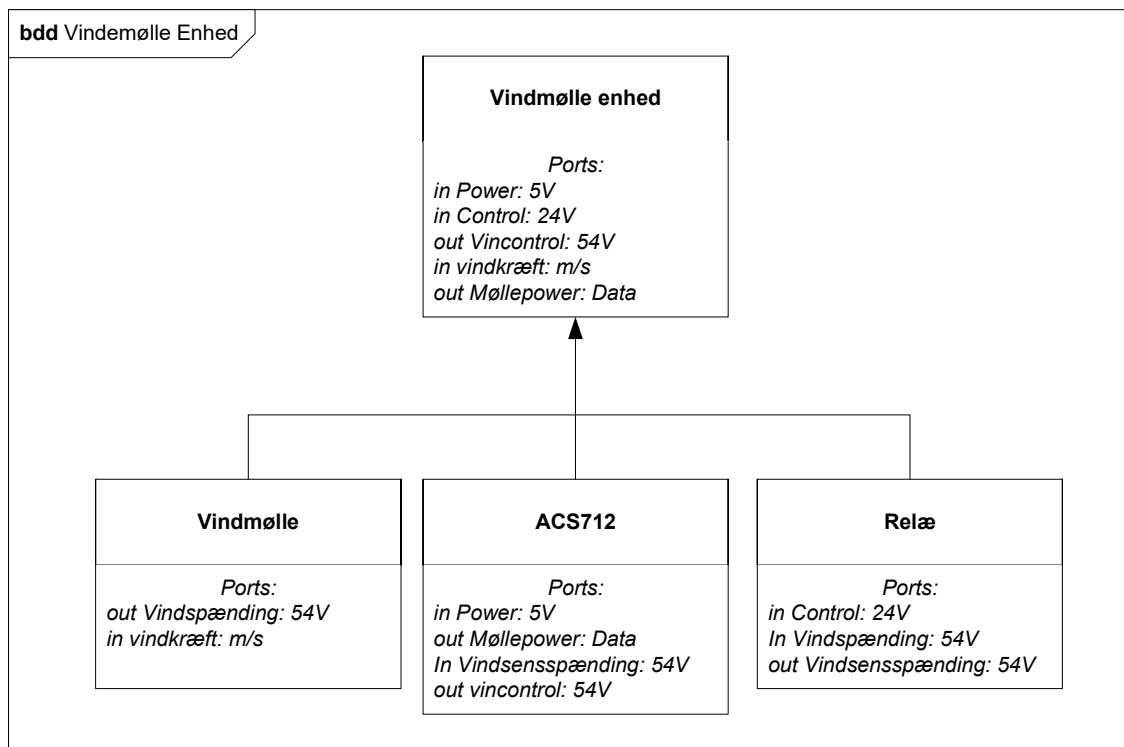 bdd Vindemølle Enhed
Vindmølle enhed
Ports:
in Power: 5V
in Control: 24V
out Vincontrol: 54V
in vindkræft: m/s
out Møllepower: Data
Vindmølle
Ports:
out Vindspænding: 54V
in vindkræft: m/s
ACS712
Ports:
in Power: 5V
out Møllepower: Data
In Vindsensspænding: 54V
out vincontrol: 54V
Relæ
Ports:
in Control: 24V
In Vindspænding: 54V
out Vindsensspænding: 54V